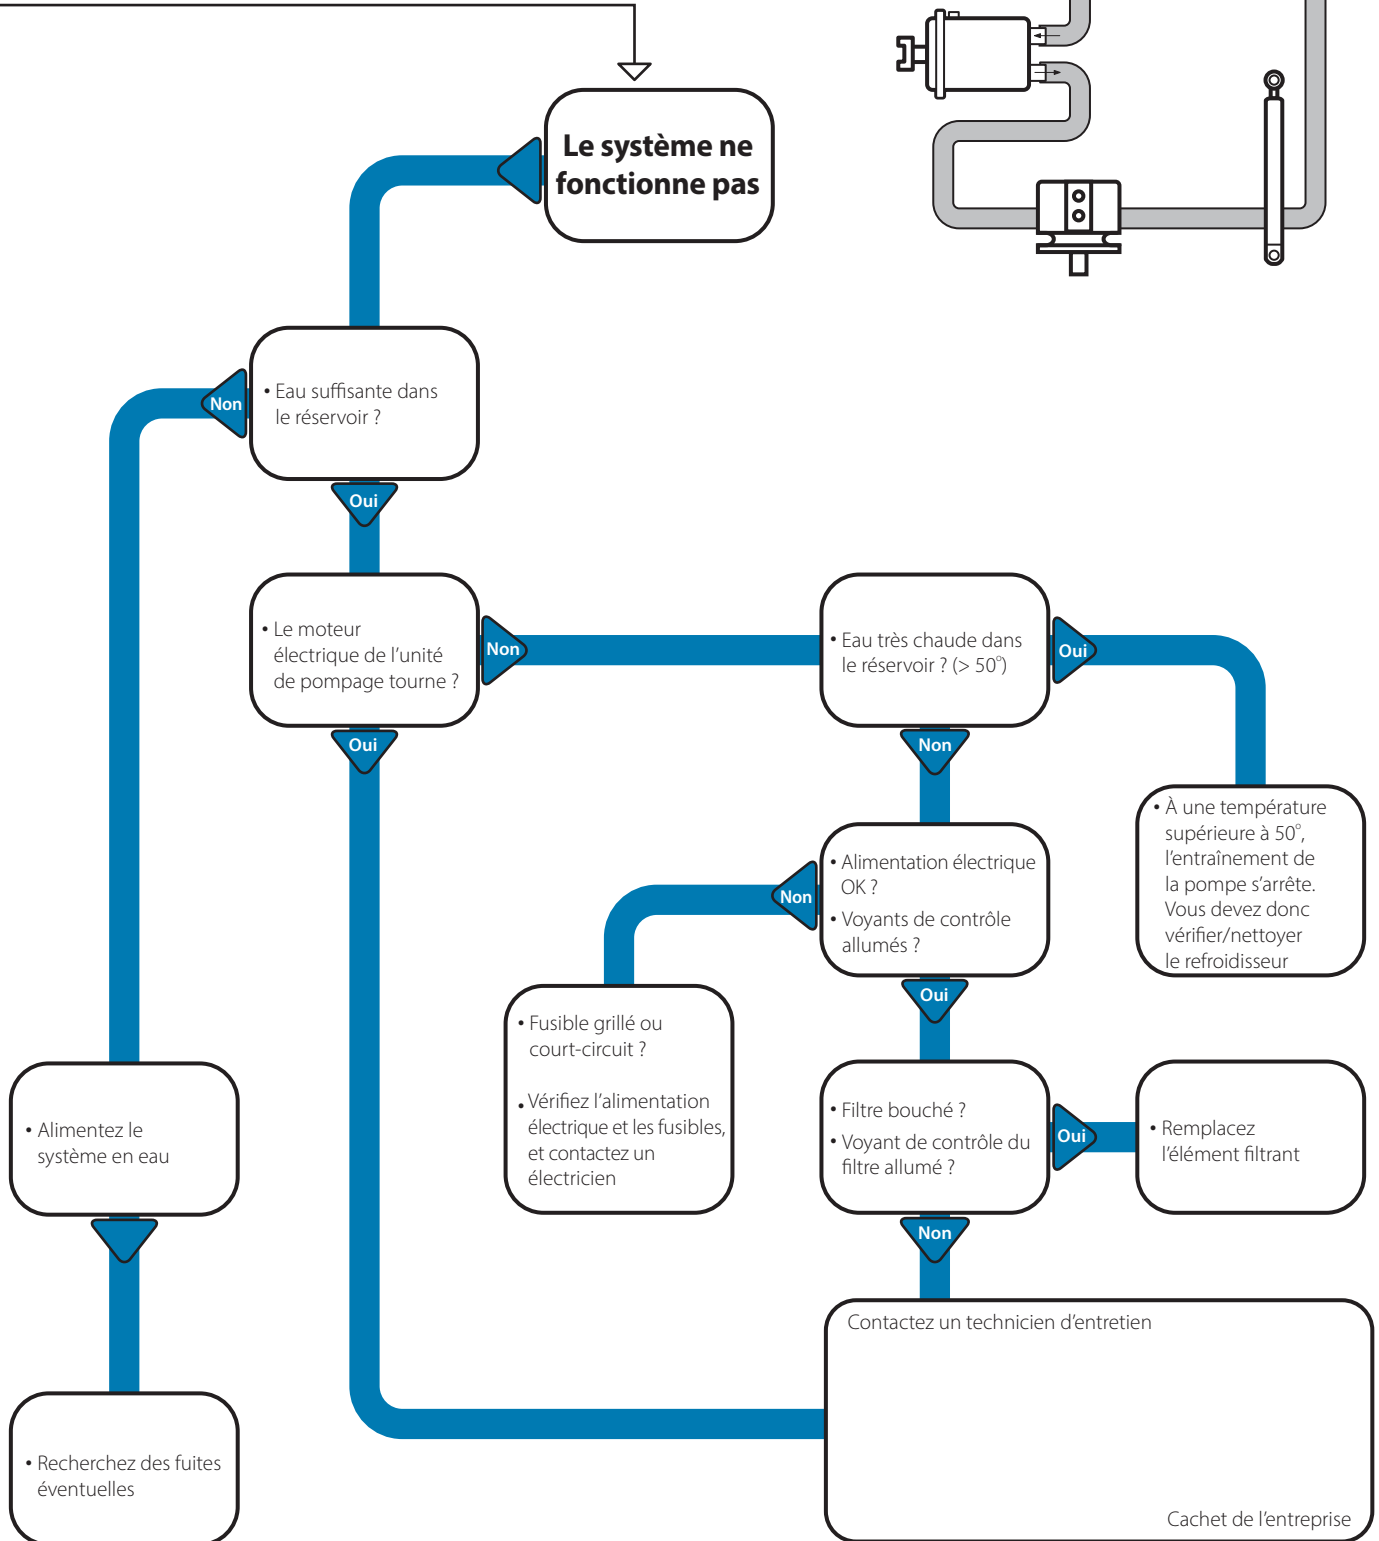 Le système ne
fonctionne pas
• Eau suffisante dans
le réservoir ?
Non
Oui
• Le moteur
électrique de l’unité
de pompage tourne ?
Non
Oui
• Eau très chaude dans
le réservoir ? (> 50°)
Oui
Non
• À une température
supérieure à 50°,
l’entraînement de
la pompe s’arrête.
Vous devez donc
vérifier/nettoyer
le refroidisseur
• Alimentation électrique
OK ?
• Voyants de contrôle
allumés ?
Non
Oui
• Fusible grillé ou
court-circuit ?
• Vérifiez l’alimentation
électrique et les fusibles,
et contactez un
électricien
• Filtre bouché ?
• Voyant de contrôle du
filtre allumé ?
Oui
• Remplacez
l’élément filtrant
Non
• Alimentez le
système en eau
Contactez un technicien d’entretien
• Recherchez des fuites
éventuelles
Cachet de l’entreprise